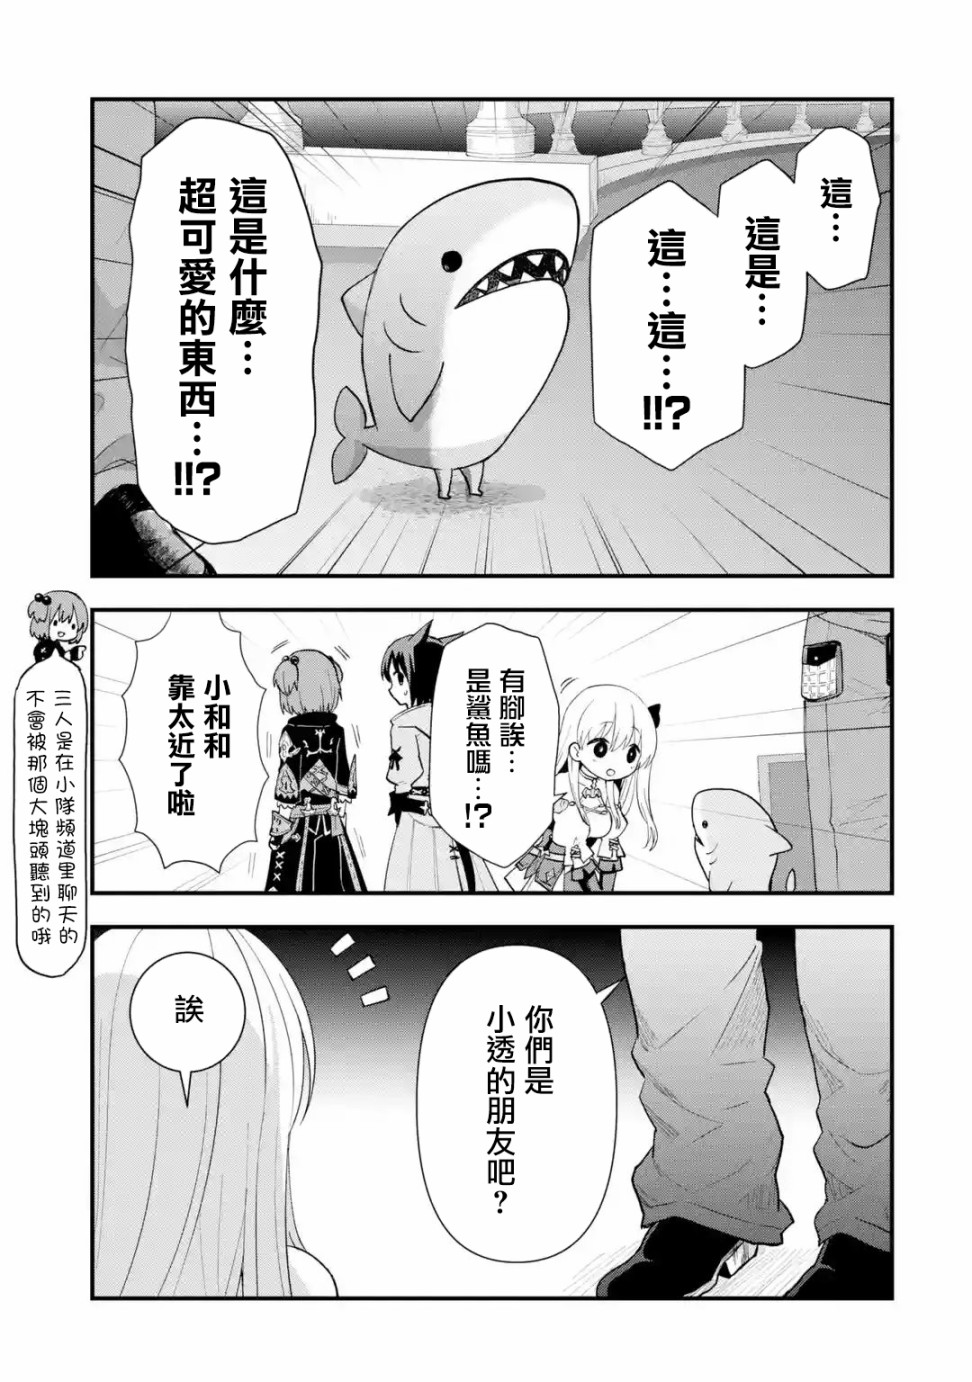 這…
這是…
這…這…!!?
這是什麼…
超可愛的東西…!!?
有腳誒…
是鯊魚嗎…!?
小和和
靠太近了啦
三人是在小隊頻道里聊天的
不會被那個大塊頭聽到的哦
你們是
小透的朋友吧?
誒